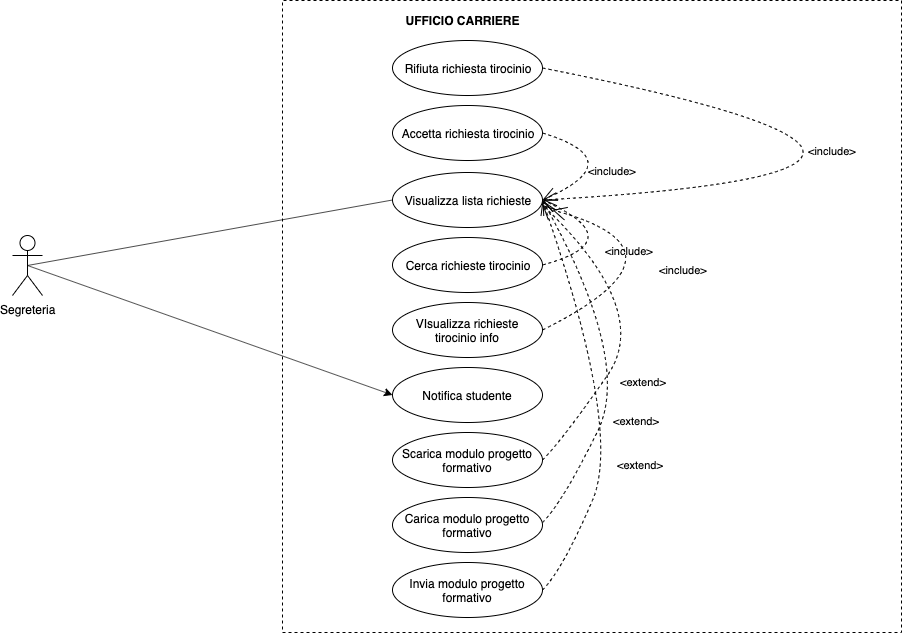 UFFICIO CARRIERE
Rifiuta richiesta tirocinio
Accetta richiesta tirocinio
<include>
<include>
Visualizza lista richieste
Cerca richieste tirocinio
<include>
<include>
Segreteria
VIsualizza richieste
tirocinio info
Notifica studente
<extend>
<extend>
Scarica modulo progetto
formativo
<extend>
Carica modulo progetto
formativo
Invia modulo progetto
formativo